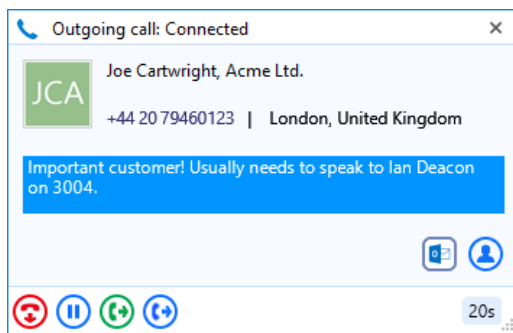 Outgoing call: Connected
JCA
Joe Cartwright, Acme Ltd.
+44 20 79460123 | London, United Kingdom
Important customer! Usually needs to speak to Ian Deacon
on 3004.
20s